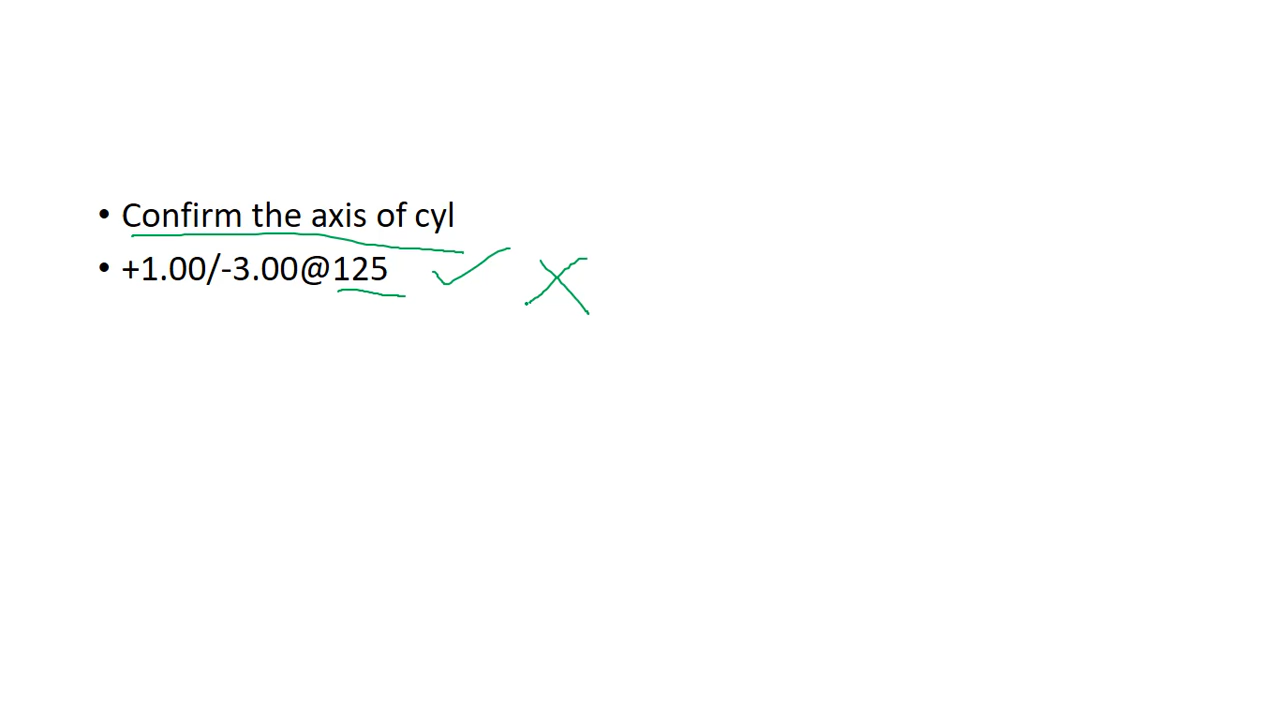 • Confirm the axis of cyl
• +1.00/-3.00@125 ✓ X